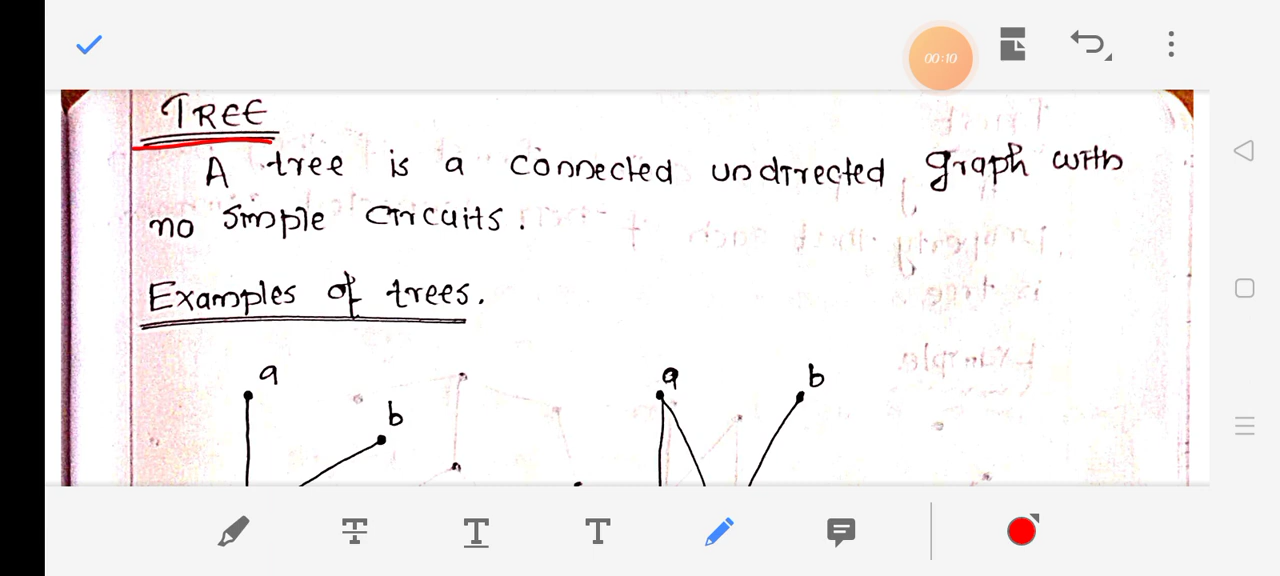 00:10
TREE
A tree is a connected undirected graph with
no simple circuits.
Examples of trees.
a
b
a
b
T
T
T